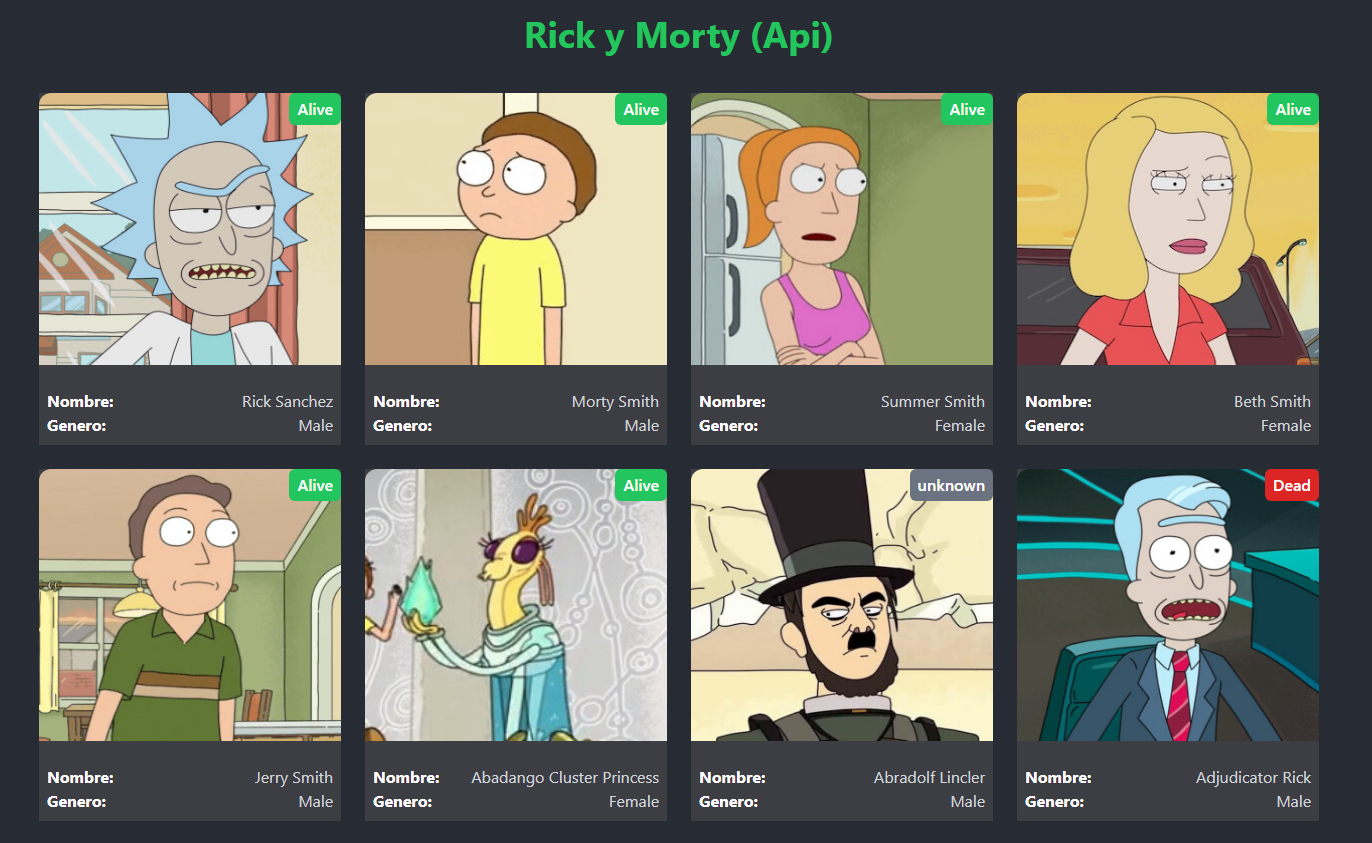 Rick y Morty (Api)
Alive
Nombre: Rick Sanchez
Genero: Male
Alive
Nombre: Morty Smith
Genero: Male
Alive
Nombre: Summer Smith
Genero: Female
Alive
Nombre: Beth Smith
Genero: Female
Alive
Nombre: Jerry Smith
Genero: Male
Alive
Nombre: Abadango Cluster Princess
Genero: Female
unknown
Nombre: Abradolf Lincler
Genero: Male
Dead
Nombre: Adjudicator Rick
Genero: Male